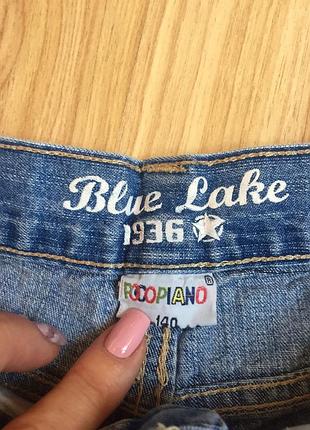 Blue Lake
1936
ROCOPIANO ®
140